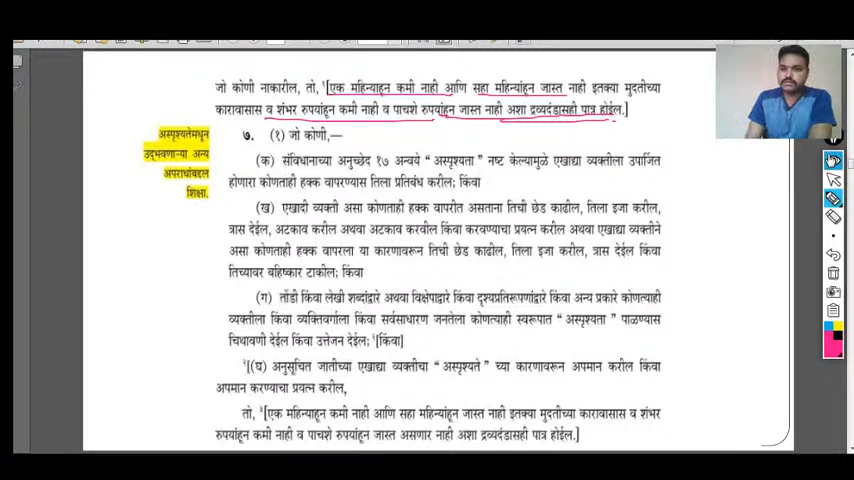 जो कोणी नाकारील, तो, १[एक महिन्याहून कमी नाही आणि सहा महिन्यांहून जास्त नाही इतक्या मुदतीच्या
कारावासास व शंभर रुपयांहून कमी नाही व पाचशे रुपयांहून जास्त नाही अशा द्रव्यदंडासही पात्र होईल.]
अस्पृश्यतेमधून
उद्‌भवणाऱ्या अन्य
अपराधांबद्दल
शिक्षा.
७. (१) जो कोणी,—
(क) संविधानाच्या अनुच्छेद १७ अन्वये “अस्पृश्यता” नष्ट केल्यामुळे एखाद्या व्यक्तीला उपार्जित
होणारा कोणताही हक्क वापरण्यास तिला प्रतिबंध करील; किंवा
(ख) एखादी व्यक्ती असा कोणताही हक्क वापरीत असताना तिची छेड काढील, तिला इजा करील,
त्रास देईल, अटकाव करील अथवा अटकाव करवील किंवा करवण्याचा प्रयत्न करील अथवा एखाद्या व्यक्तीने
असा कोणताही हक्क वापरला या कारणावरून तिची छेड काढील, तिला इजा करील, त्रास देईल किंवा
तिच्यावर बहिष्कार टाकील; किंवा
(ग) तोंडी किंवा लेखी शब्दांद्वारे अथवा विक्षेपाद्वारे किंवा दृश्यप्रतिरूपणांद्वारे किंवा अन्य प्रकारे कोणत्याही
व्यक्तीला किंवा व्यक्तिवर्गाला किंवा सर्वसाधारण जनतेला कोणत्याही स्वरूपात “अस्पृश्यता” पाळण्यास
चिथावणी देईल किंवा उत्तेजन देईल; १[किंवा]
२[(घ) अनुसूचित जातीच्या एखाद्या व्यक्तीचा “अस्पृश्यते” च्या कारणावरून अपमान करील किंवा
अपमान करण्याचा प्रयत्न करील,
तो, ३[एक महिन्याहून कमी नाही आणि सहा महिन्यांहून जास्त नाही इतक्या मुदतीच्या कारावासास व शंभर
रुपयांहून कमी नाही व पाचशे रुपयांहून जास्त असणार नाही अशा द्रव्यदंडासही पात्र होईल.]